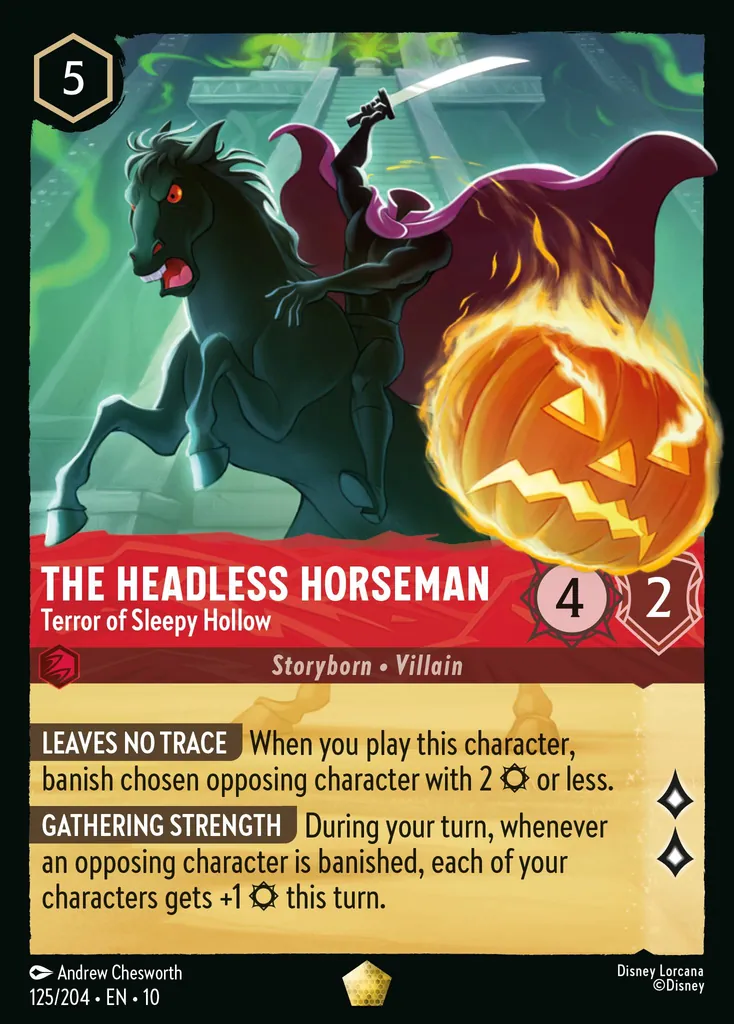 5
THE HEADLESS HORSEMAN
Terror of Sleepy Hollow
4
2
Storyborn • Villain
LEAVES NO TRACE When you play this character,
banish chosen opposing character with 2 or less.
GATHERING STRENGTH During your turn, whenever
an opposing character is banished, each of your
characters gets +1 this turn.
Andrew Chesworth
125/204 • EN • 10
Disney Lorcana
©Disney